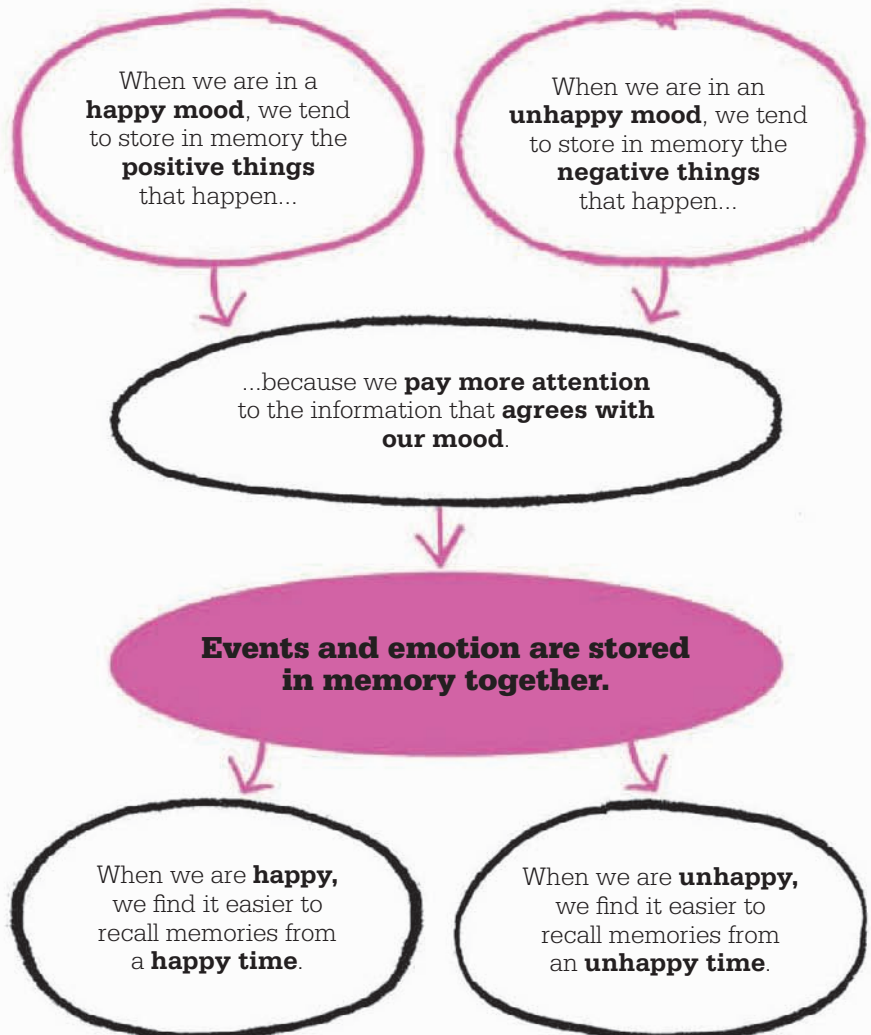 When we are in a
happy mood, we tend
to store in memory the
positive things
that happen...
When we are in an
unhappy mood, we tend
to store in memory the
negative things
that happen...
...because we pay more attention
to the information that agrees with
our mood.
Events and emotion are stored
in memory together.
When we are happy,
we find it easier to
recall memories from
a happy time.
When we are unhappy,
we find it easier to
recall memories from
an unhappy time.